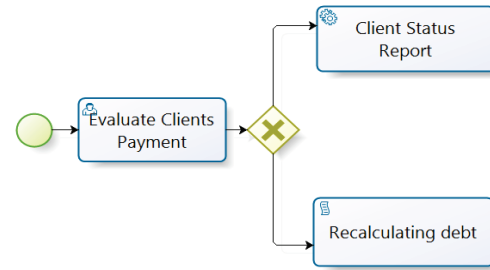 Client Status
Report
Evaluate Clients
Payment
Recalculating debt